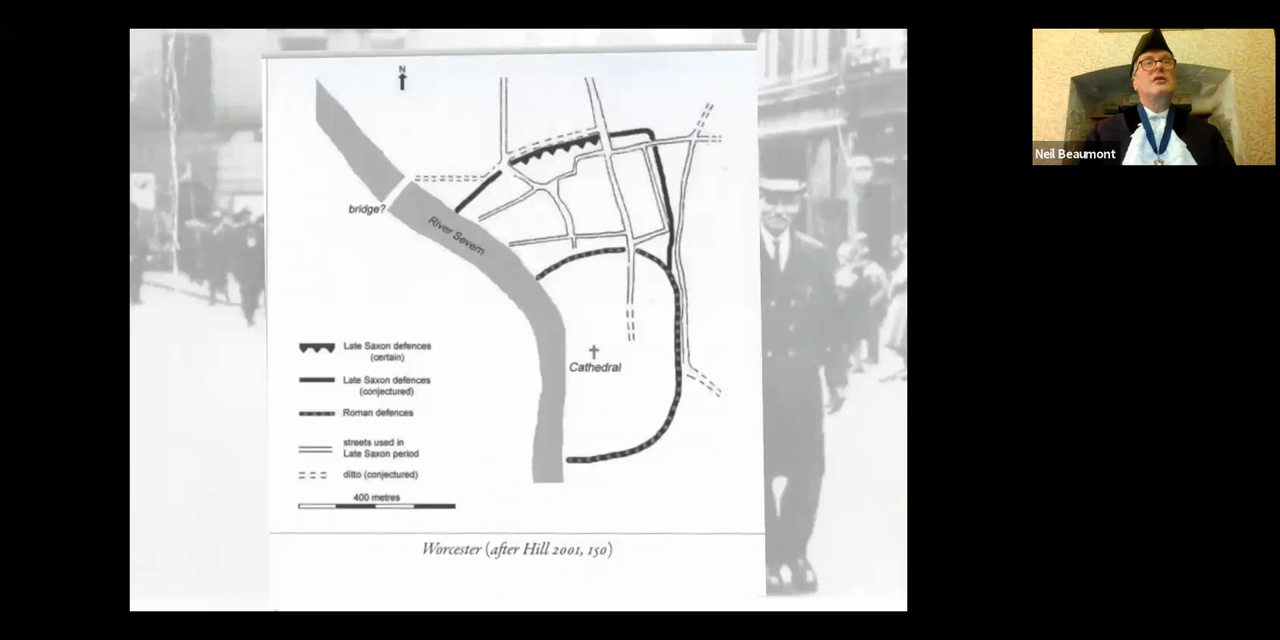 N
bridge?
River Severn
Cathedral
Late Saxon defences
(certain)
Late Saxon defences
(conjectured)
Roman defences
streets used in
Late Saxon period
ditto (conjectured)
400 metres
Worcester (after Hill 2001, 150)
Neil Beaumont